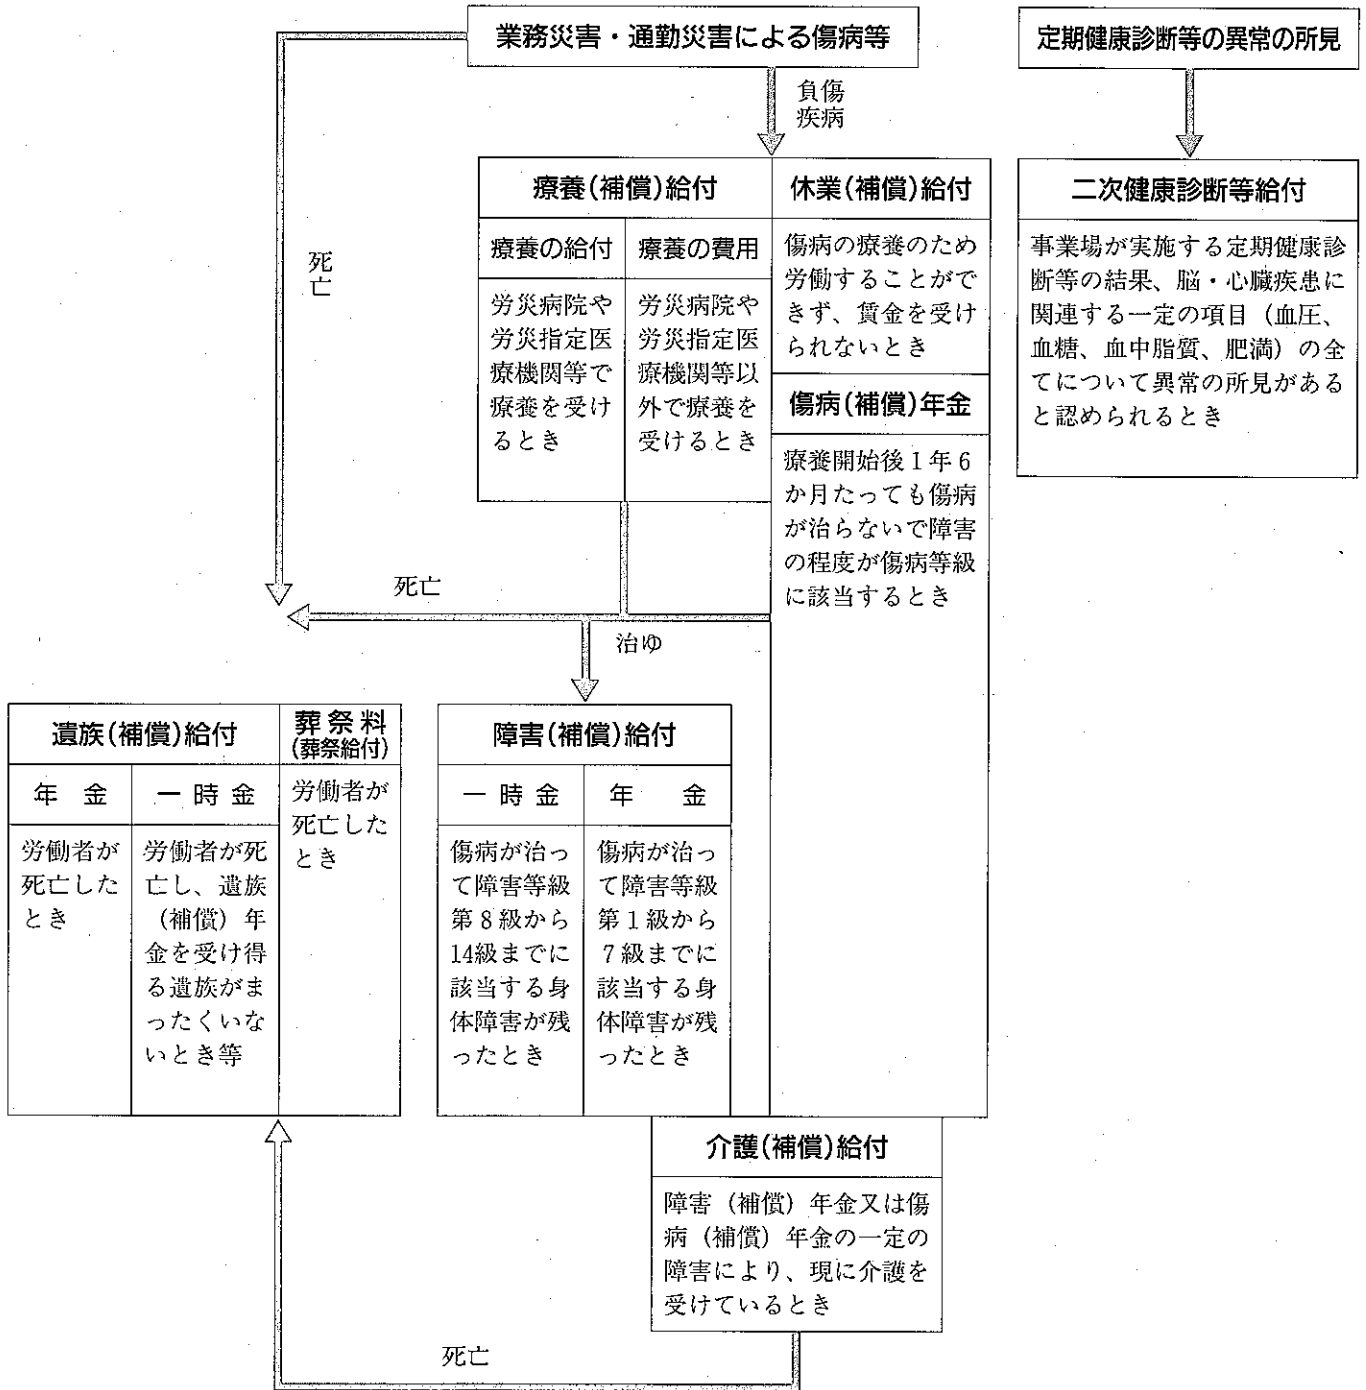 業務災害・通勤災害による傷病等
定期健康診断等の異常の所見
負傷
疾病
死亡
療養(補償)給付
療養の給付
労災病院や
労災指定医
療機関等で
療養を受け
るとき
療養の費用
労災病院や
労災指定医
療機関等以
外で療養を
受けるとき
休業(補償)給付
傷病の療養のため
労働することがで
きず、賃金を受け
られないとき
傷病(補償)年金
療養開始後1年6
か月たっても傷病
が治らないで障害
の程度が傷病等級
に該当するとき
二次健康診断等給付
事業場が実施する定期健康診
断等の結果、脳・心臓疾患に
関連する一定の項目(血圧、
血糖、血中脂質、肥満)の全
てについて異常の所見がある
と認められるとき
死亡
治ゆ
遺族(補償)給付
年金
労働者が
死亡した
とき
一時金
労働者が死
亡し、遺族
(補償)年
金を受け得
る遺族がま
ったくいな
いとき等
葬祭料
(葬祭給付)
労働者が
死亡した
とき
障害(補償)給付
一時金
傷病が治っ
て障害等級
第8級から
14級までに
該当する身
体障害が残
ったとき
年金
傷病が治っ
て障害等級
第1級から
7級までに
該当する身
体障害が残
ったとき
介護(補償)給付
障害(補償)年金又は傷
病(補償)年金の一定の
障害により、現に介護を
受けているとき
死亡